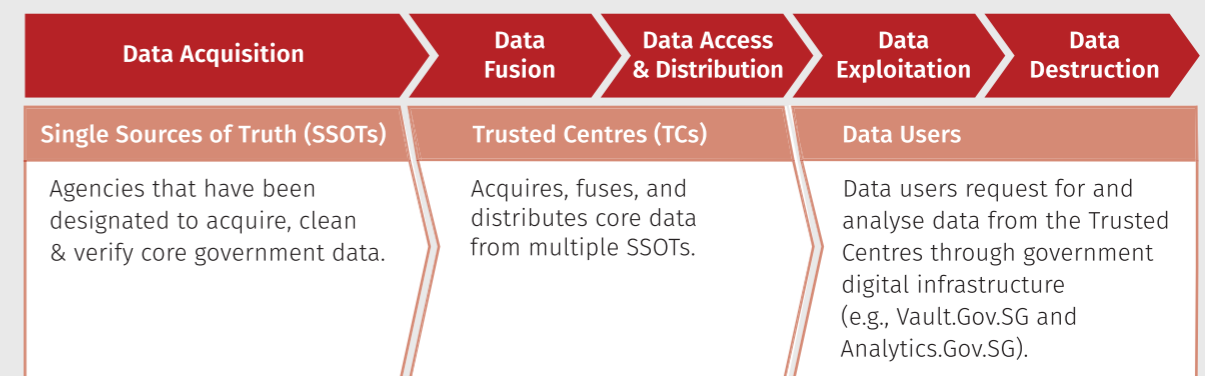 Data Acquisition
Data
Fusion
Data Access
& Distribution
Data
Exploitation
Data
Destruction
Single Sources of Truth (SSOTs)
Agencies that have been
designated to acquire, clean
& verify core government data.
Trusted Centres (TCs)
Acquires, fuses, and
distributes core data
from multiple SSOTs.
Data Users
Data users request for and
analyse data from the Trusted
Centres through government
digital infrastructure
(e.g., Vault.Gov.SG and
Analytics.Gov.SG).